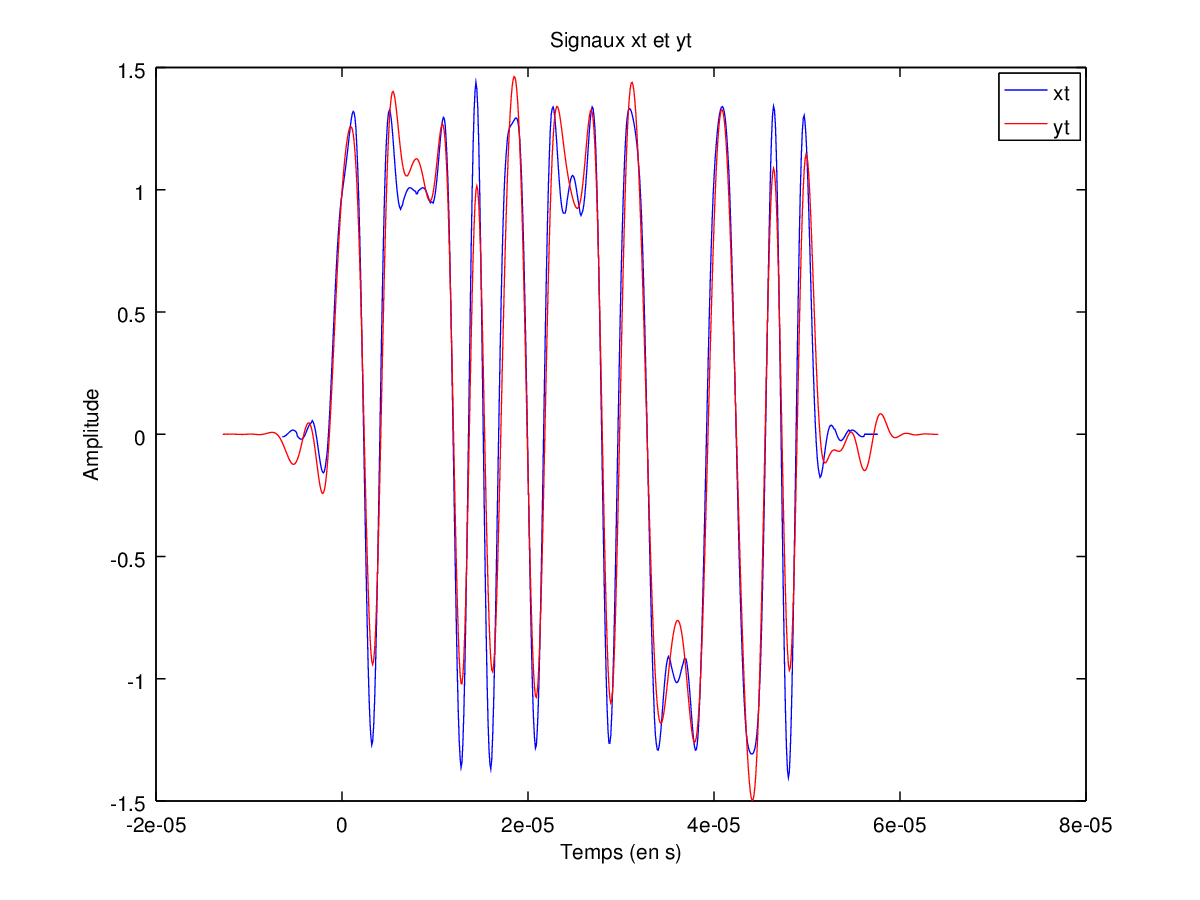 Signaux xt et yt
1.5
1
0.5
0
-0.5
-1
-1.5
-2e-05
0
2e-05
4e-05
6e-05
8e-05
Amplitude
Temps (en s)
xt
yt